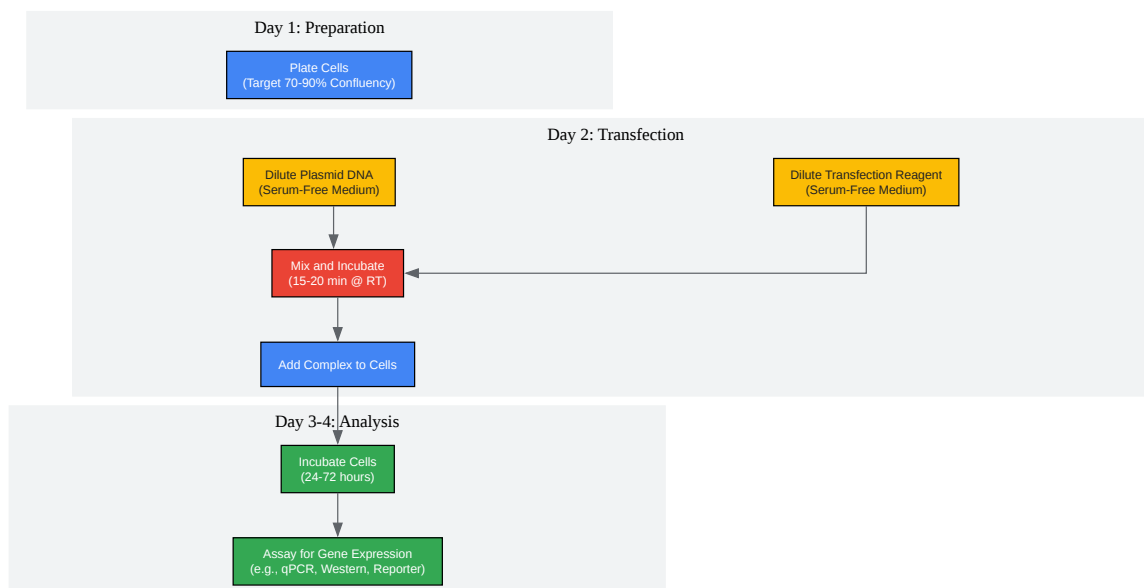 Day 1: Preparation
Plate Cells
(Target 70-90% Confluency)
Day 2: Transfection
Dilute Plasmid DNA
(Serum-Free Medium)
Dilute Transfection Reagent
(Serum-Free Medium)
Mix and Incubate
(15-20 min @ RT)
Add Complex to Cells
Day 3-4: Analysis
Incubate Cells
(24-72 hours)
Assay for Gene Expression
(e.g., qPCR, Western, Reporter)